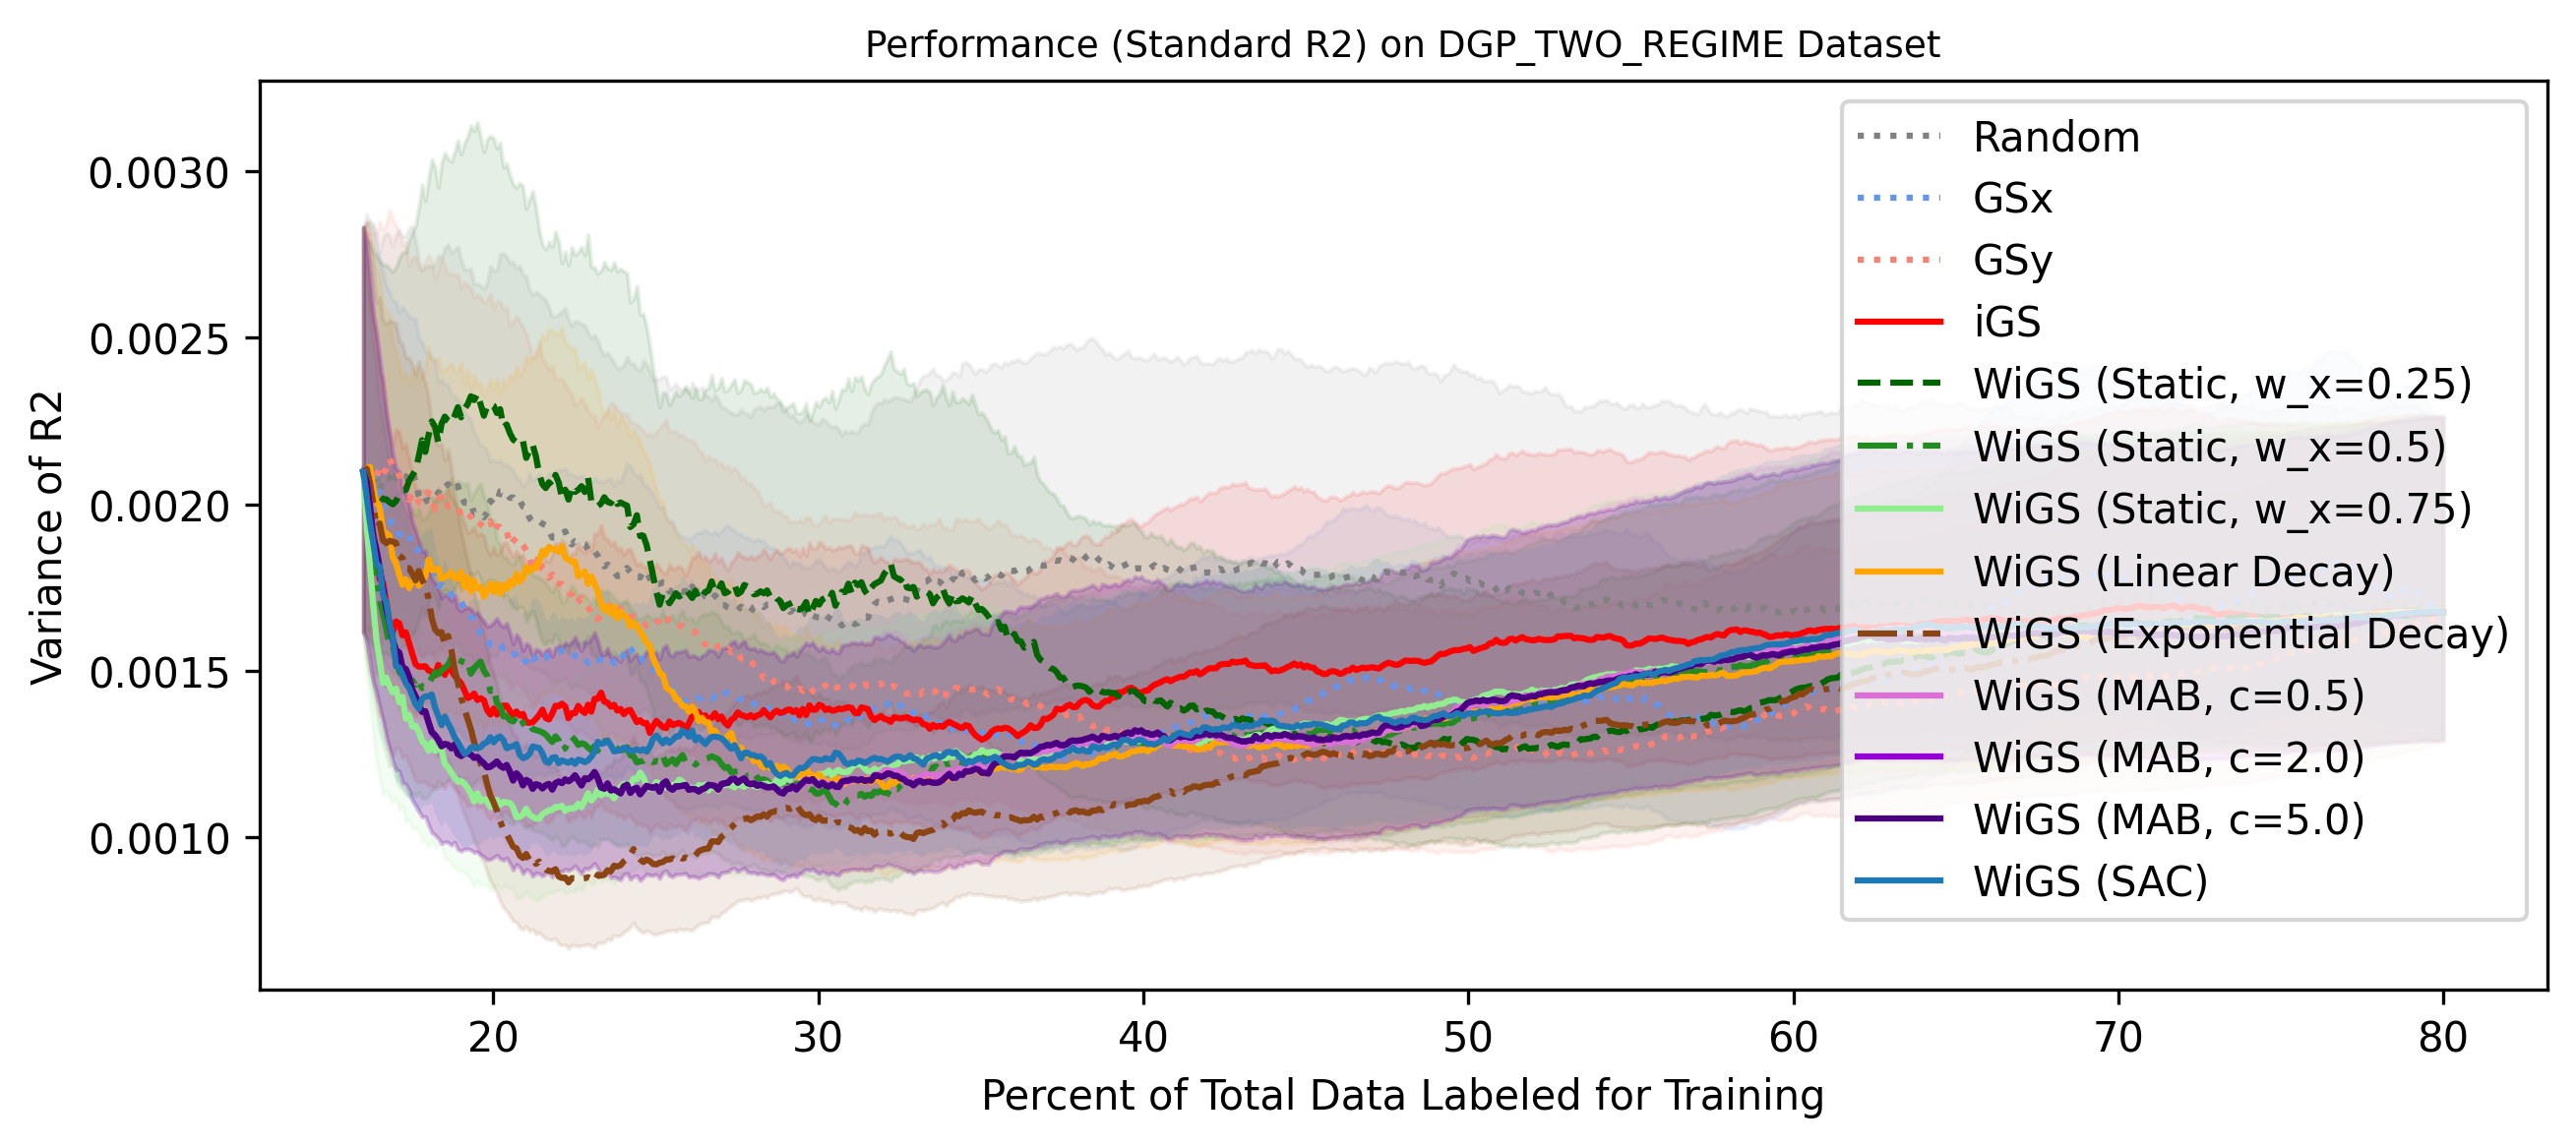 Performance (Standard R2) on DGP_TWO_REGIME Dataset
Variance of R2
0.0030
0.0025
0.0020
0.0015
0.0010
Random
GSx
GSy
iGS
WiGS (Static, w_x=0.25)
WiGS (Static, w_x=0.5)
WiGS (Static, w_x=0.75)
WiGS (Linear Decay)
WiGS (Exponential Decay)
WiGS (MAB, c=0.5)
WiGS (MAB, c=2.0)
WiGS (MAB, c=5.0)
WiGS (SAC)
20 30 40 50 60 70 80
Percent of Total Data Labeled for Training